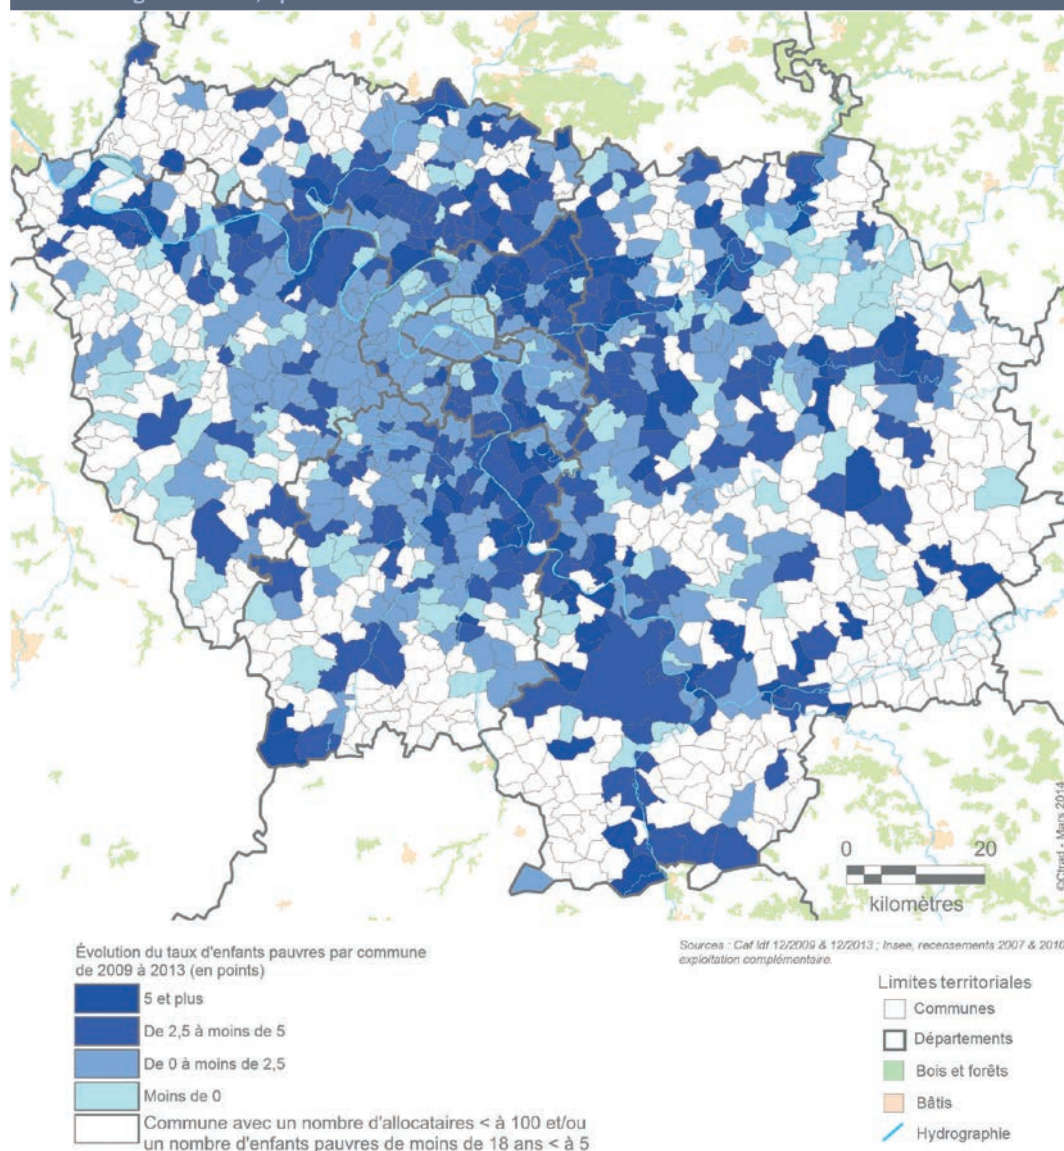 0 20
kilomètres
©Ctrad - Mars 2014
Évolution du taux d'enfants pauvres par commune
de 2009 à 2013 (en points)
5 et plus
De 2,5 à moins de 5
De 0 à moins de 2,5
Moins de 0
Commune avec un nombre d'allocataires < à 100 et/ou
un nombre d'enfants pauvres de moins de 18 ans < à 5
Sources : Caf Idf 12/2009 & 12/2013 ; Insee, recensements 2007 & 2010
exploitation complémentaire.
Limites territoriales
Communes
Départements
Bois et forêts
Bâtis
Hydrographie